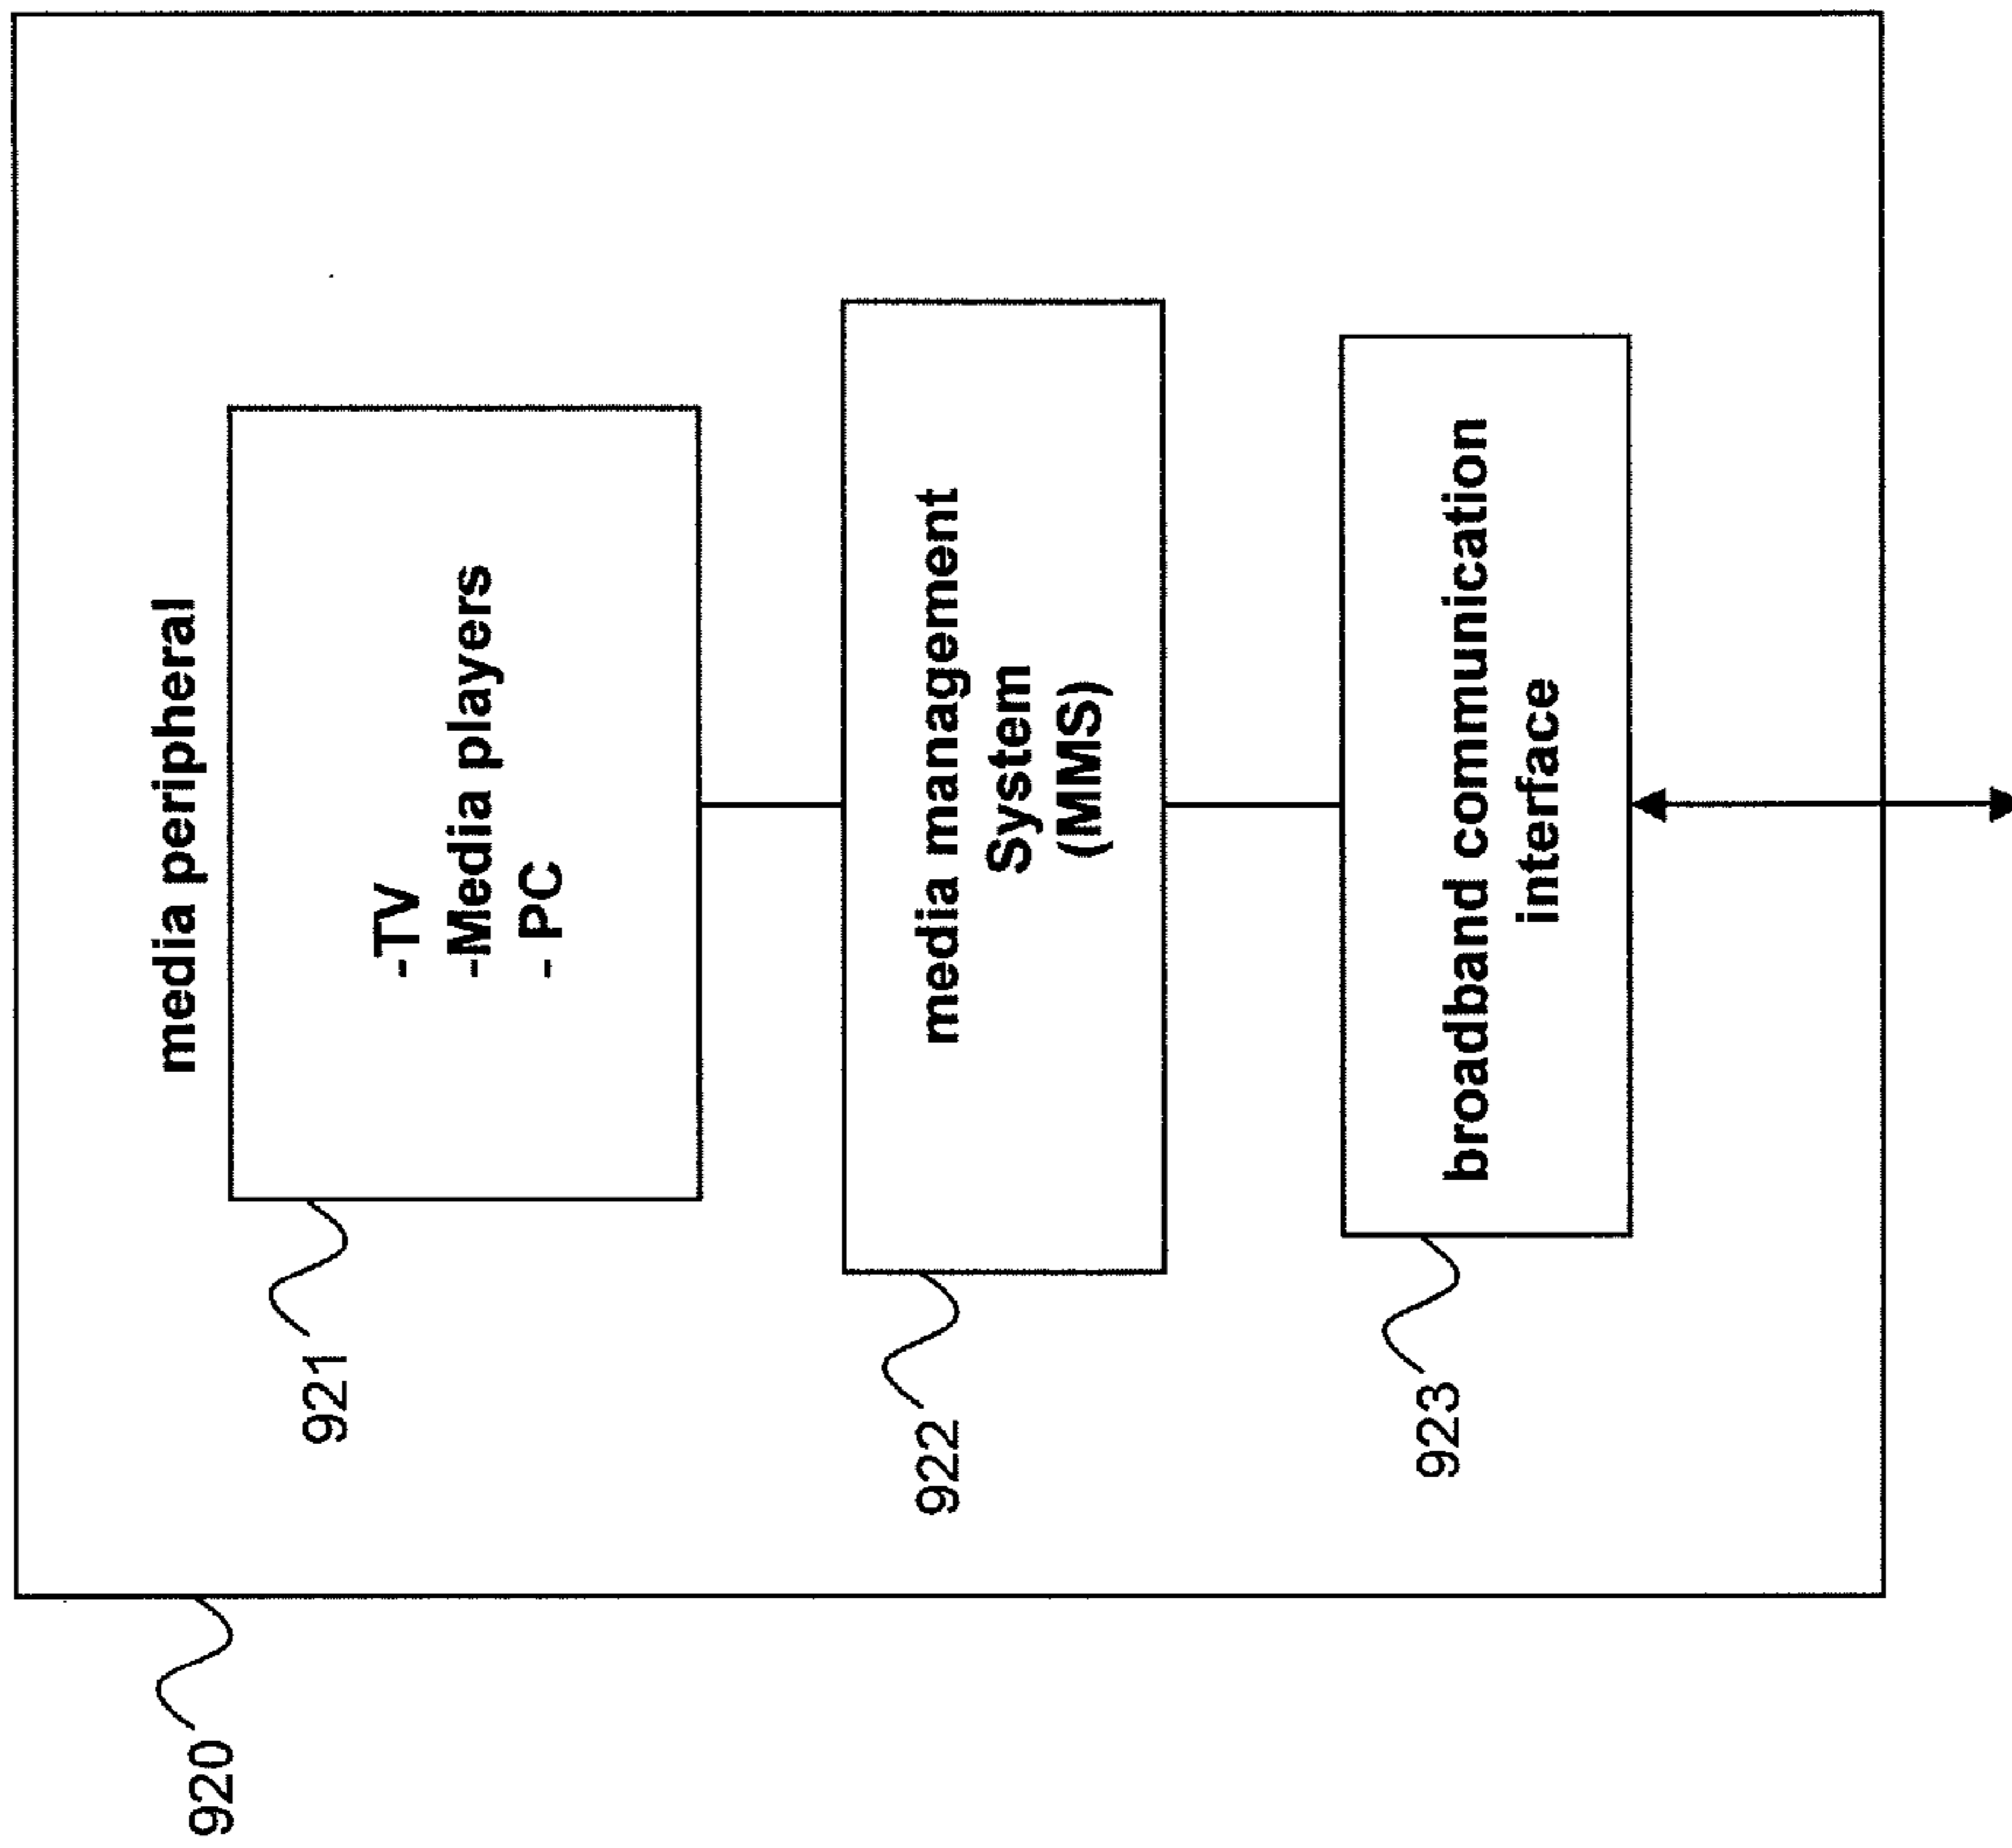 media peripheral
-TV
-Media players
- PC
921
media management
System
(MMS)
922
broadband communication
interface
923
920